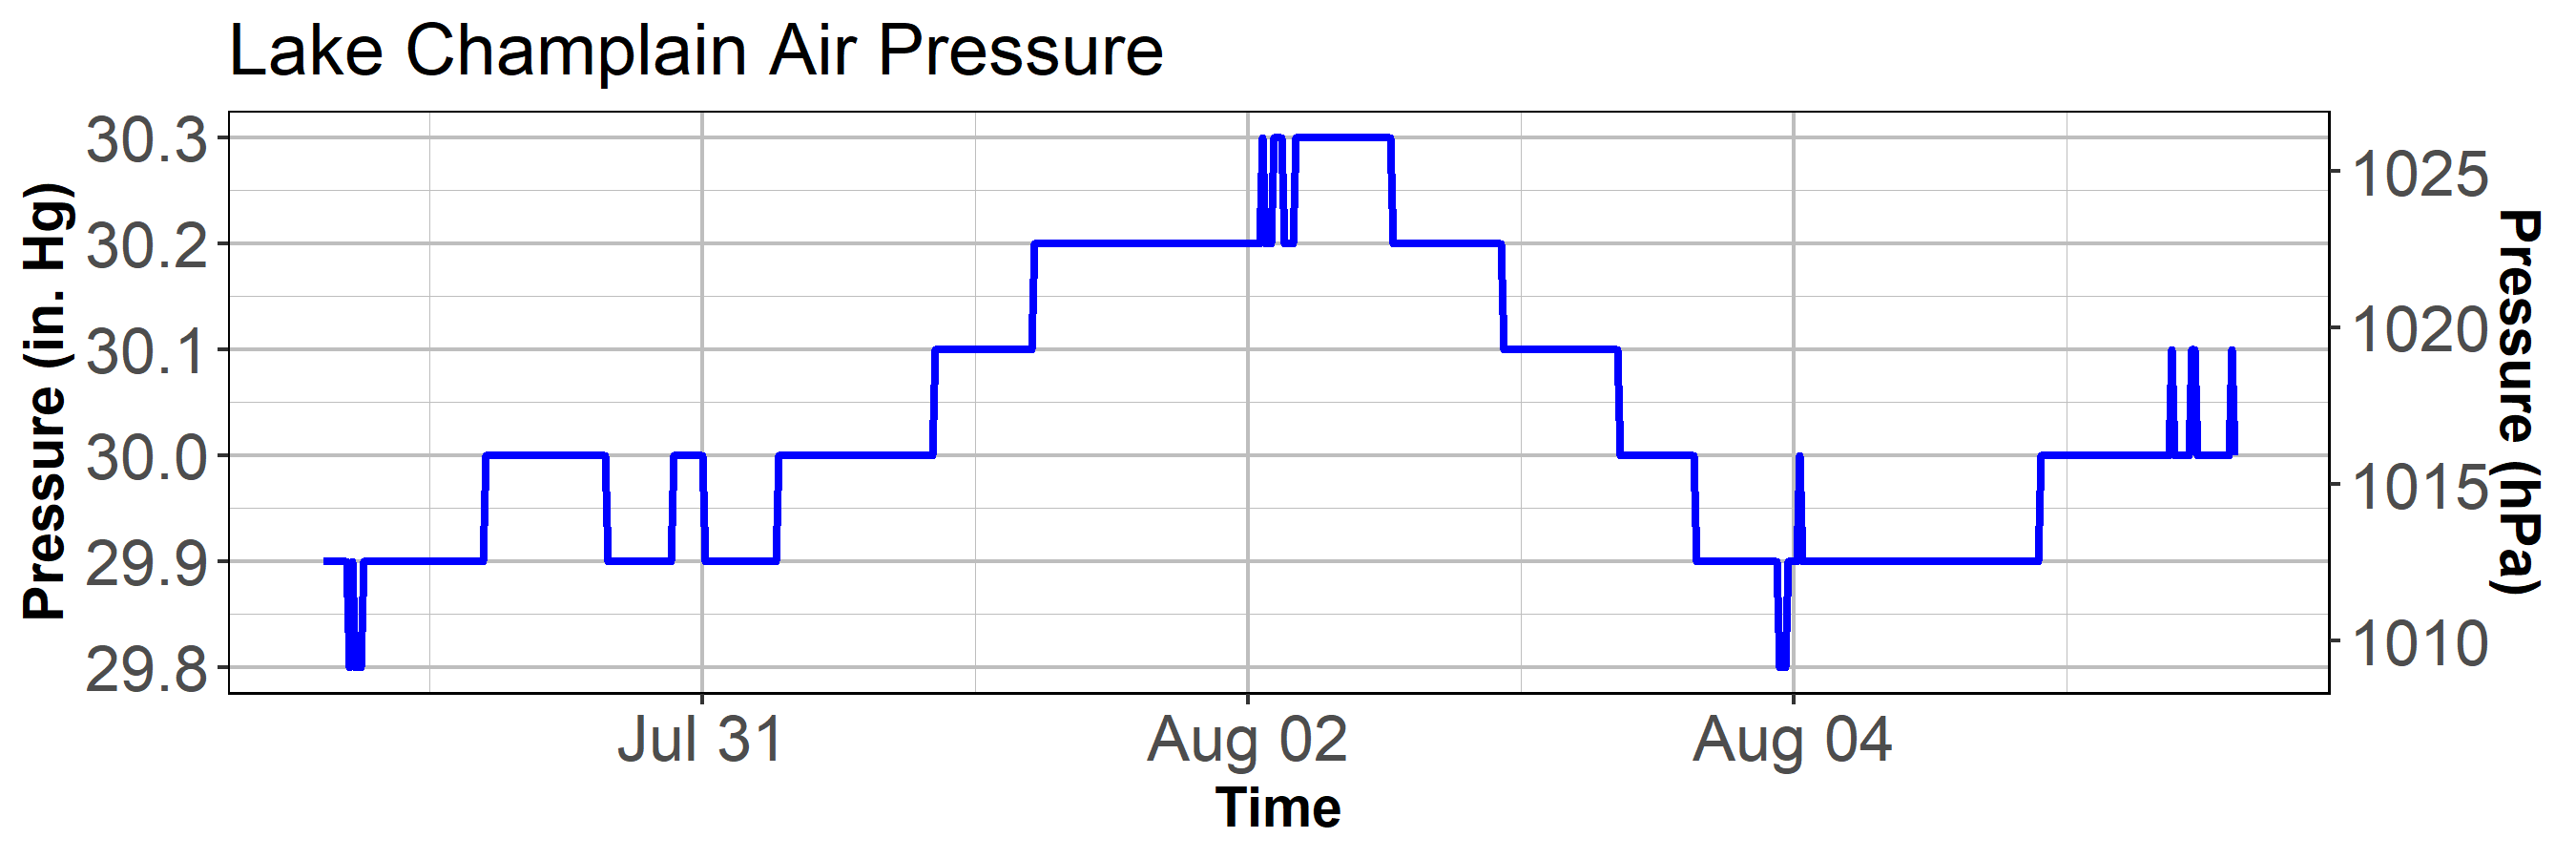 Lake Champlain Air Pressure
Pressure (in. Hg)
30.3
30.2
30.1
30.0
29.9
29.8
1025
1020
1015
1010
Pressure (hPa)
Jul 31
Aug 02
Aug 04
Time